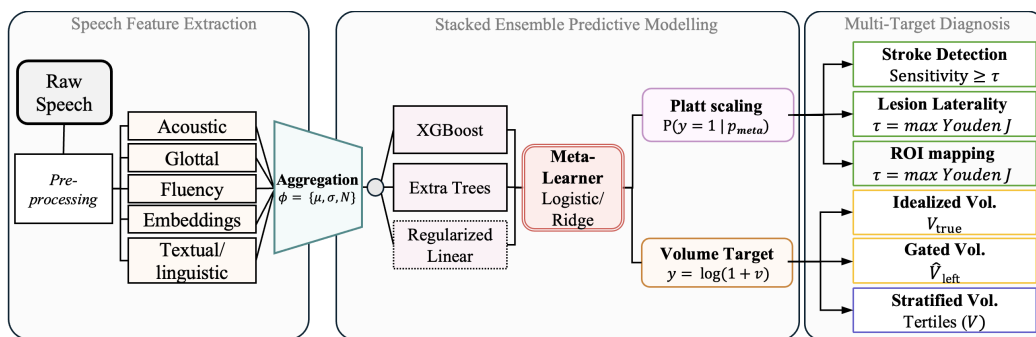 Speech Feature Extraction
Raw
Speech
Pre-
processing
Acoustic
Glottal
Fluency
Embeddings
Textual/
linguistic
Aggregation
ϕ = {μ, σ, N}
Stacked Ensemble Predictive Modelling
XGBoost
Extra Trees
Regularized
Linear
Meta-
Learner
Logistic/
Ridge
Platt scaling
P(y = 1 | p_meta)
Volume Target
y = log(1 + v)
Multi-Target Diagnosis
Stroke Detection
Sensitivity ≥ τ
Lesion Laterality
τ = max Youden J
ROI mapping
τ = max Youden J
Idealized Vol.
V_true
Gated Vol.
V̂_left
Stratified Vol.
Tertiles (V)